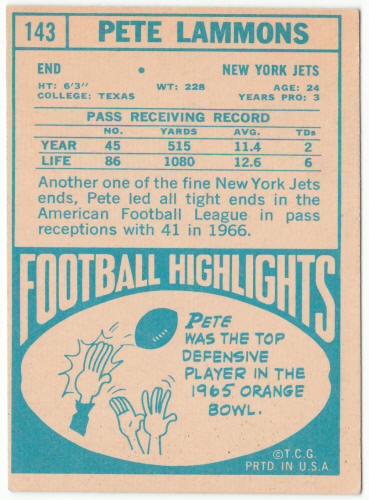 143 PETE LAMMONS
END • NEW YORK JETS
HT: 6'3" WT: 228 AGE: 24
COLLEGE: TEXAS YEARS PRO: 3
PASS RECEIVING RECORD
NO. YARDS AVG. TDs
YEAR 45 515 11.4 2
LIFE 86 1080 12.6 6
Another one of the fine New York Jets
ends, Pete led all tight ends in the
American Football League in pass
receptions with 41 in 1966.
FOOTBALL HIGHLIGHTS
PETE
WAS THE TOP
DEFENSIVE
PLAYER IN THE
1965 ORANGE
BOWL.
©T.C.G.
PRTD. IN U.S.A.